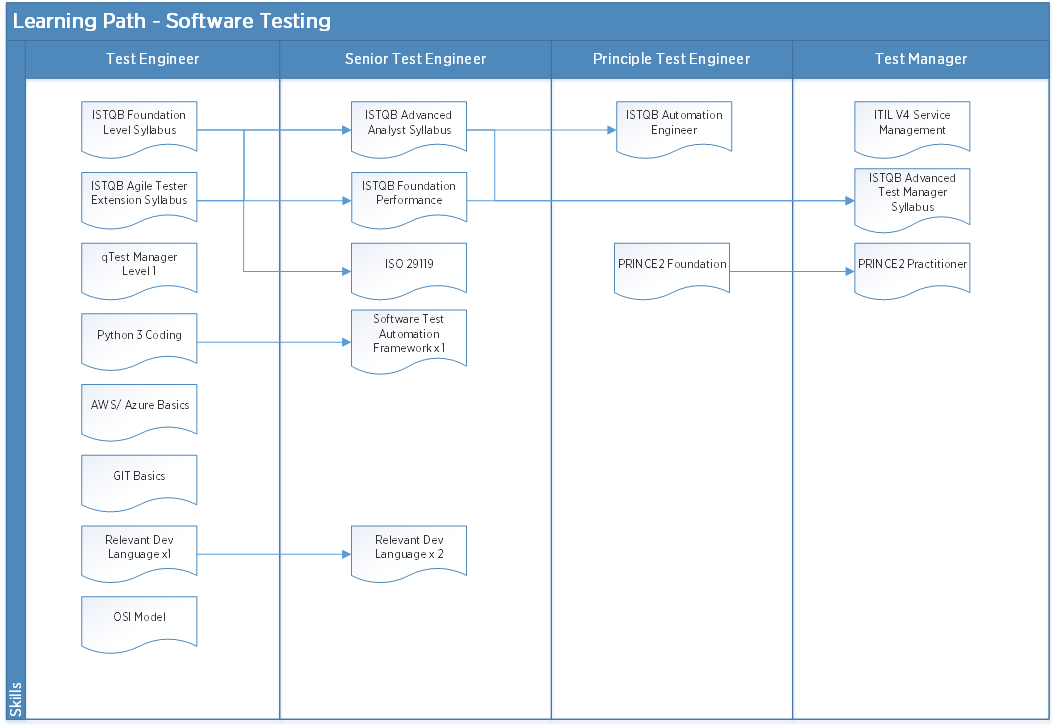 Learning Path - Software Testing
Test Engineer
Senior Test Engineer
Principle Test Engineer
Test Manager
ISTQB Foundation
Level Syllabus
ISTQB Agile Tester
Extension Syllabus
qTest Manager
Level 1
Python 3 Coding
AWS/ Azure Basics
GIT Basics
Relevant Dev
Language x1
OSI Model
ISTQB Advanced
Analyst Syllabus
ISTQB Foundation
Performance
ISO 29119
Software Test
Automation
Framework x 1
Relevant Dev
Language x 2
ISTQB Automation
Engineer
PRINCE2 Foundation
ITIL V4 Service
Management
ISTQB Advanced
Test Manager
Syllabus
PRINCE2 Practitioner
Skills